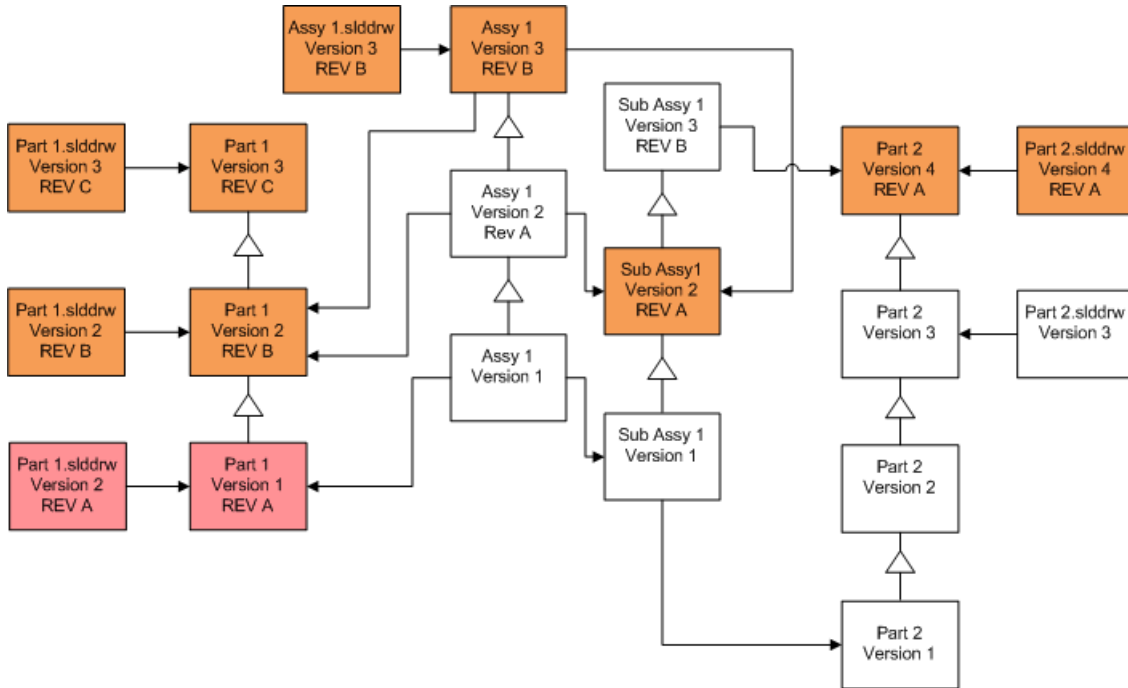 Assy 1.slddrw
Version 3
REV B
Assy 1
Version 3
REV B
Sub Assy 1
Version 3
REV B
Part 1.slddrw
Version 3
REV C
Part 1
Version 3
REV C
Part 2
Version 4
REV A
Part 2.slddrw
Version 4
REV A
Assy 1
Version 2
Rev A
Sub Assy1
Version 2
REV A
Part 1.slddrw
Version 2
REV B
Part 1
Version 2
REV B
Part 2
Version 3
Part 2.slddrw
Version 3
Assy 1
Version 1
Sub Assy 1
Version 1
Part 1.slddrw
Version 2
REV A
Part 1
Version 1
REV A
Part 2
Version 2
Part 2
Version 1